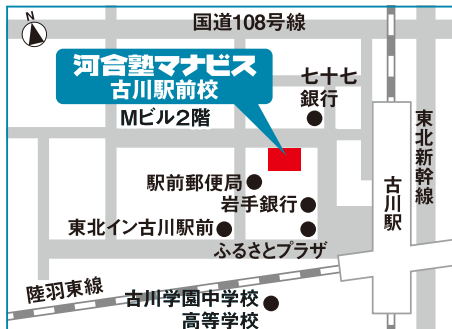 N
国道108号線
河合塾マナビス
古川駅前校
Mビル2階
七十七
銀行
東北新幹線
古川駅
駅前郵便局
岩手銀行
東北イン古川駅前
ふるさとプラザ
陸羽東線
古川学園中学校
高等学校